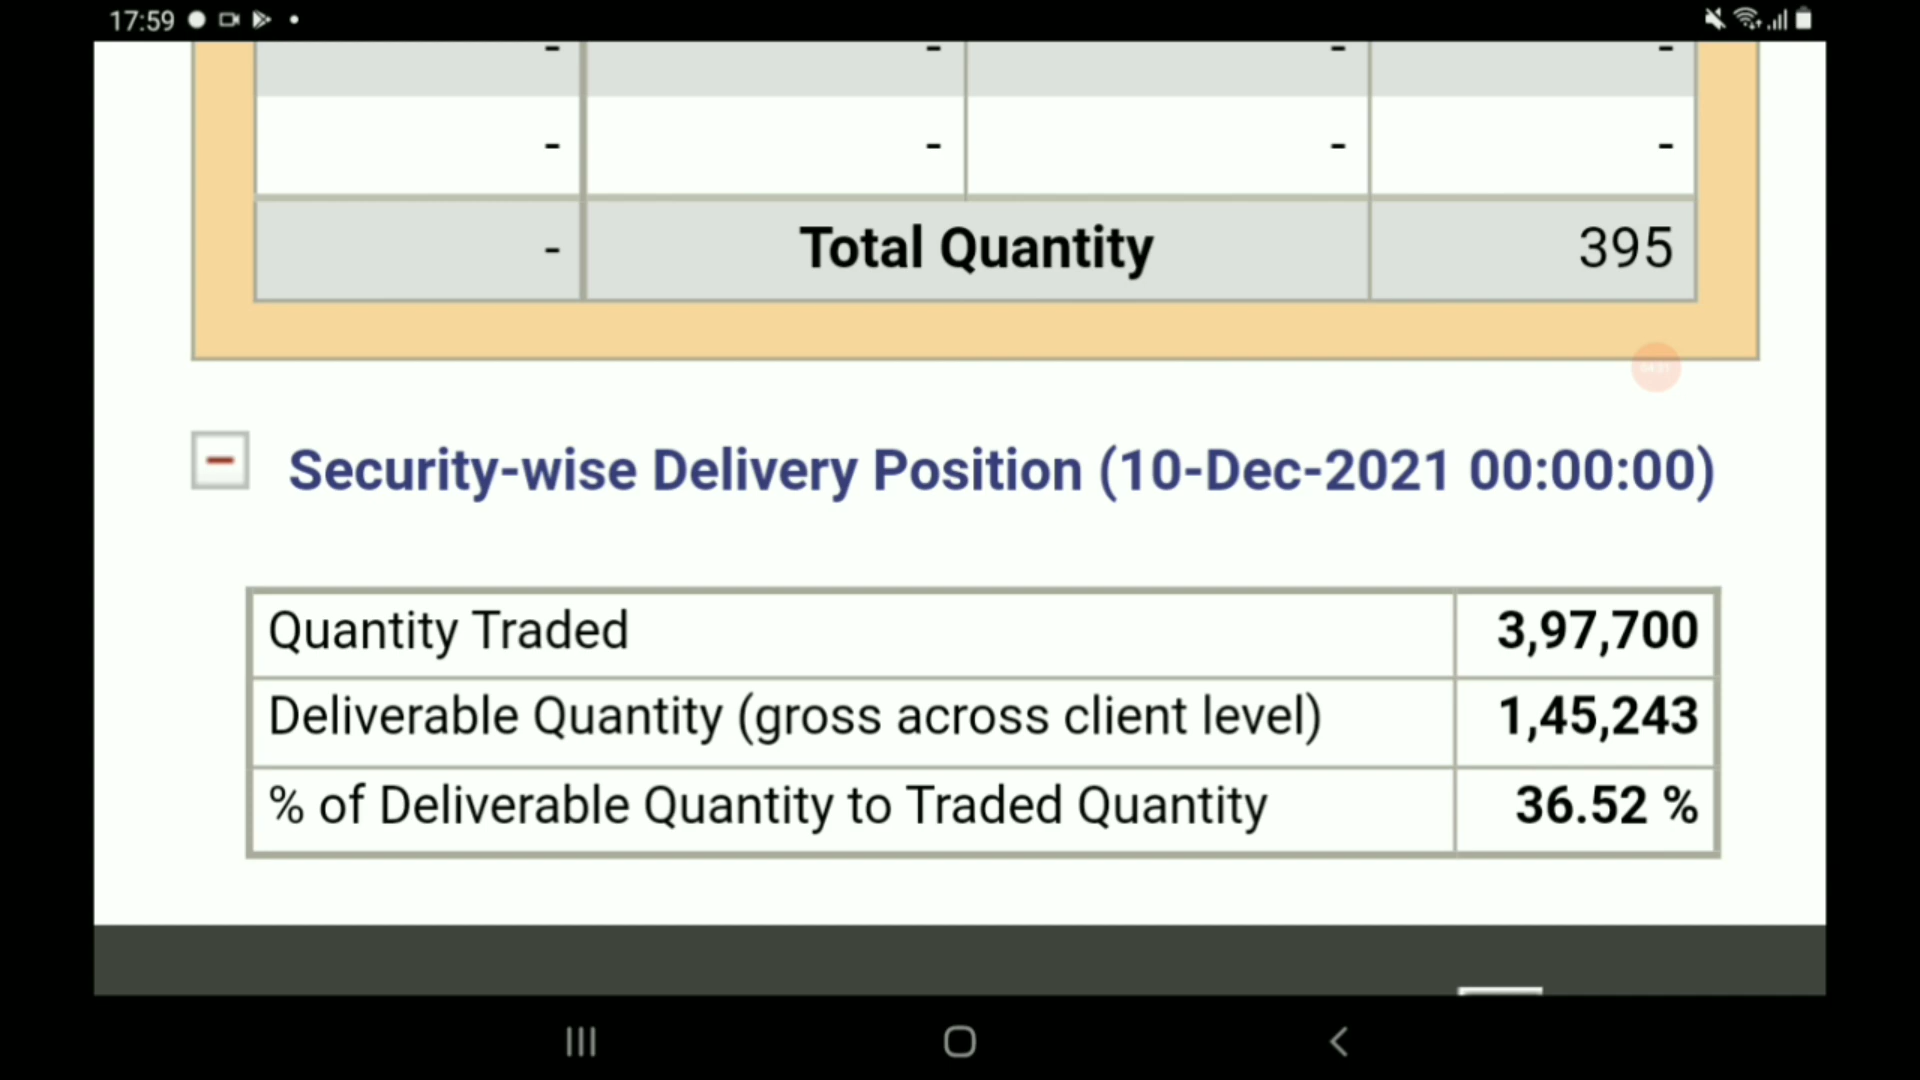 17:59
- - - -
- - - -
- Total Quantity 395
Security-wise Delivery Position (10-Dec-2021 00:00:00)
Quantity Traded 3,97,700
Deliverable Quantity (gross across client level) 1,45,243
% of Deliverable Quantity to Traded Quantity 36.52 %